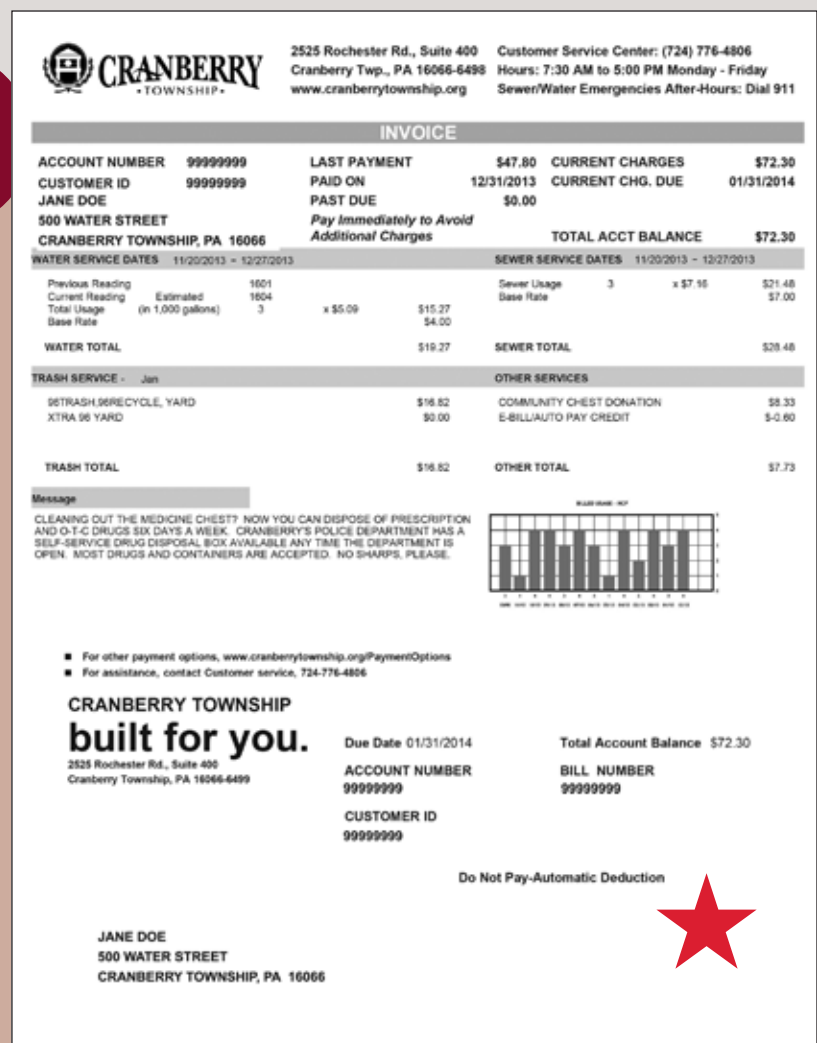 CRANBERRY
•TOWNSHIP•
2525 Rochester Rd., Suite 400
Cranberry Twp., PA 16066-6498
www.cranberrytownship.org
Customer Service Center: (724) 776-4806
Hours: 7:30 AM to 5:00 PM Monday - Friday
Sewer/Water Emergencies After-Hours: Dial 911
INVOICE
ACCOUNT NUMBER 99999999
CUSTOMER ID 99999999
JANE DOE
500 WATER STREET
CRANBERRY TOWNSHIP, PA 16066
LAST PAYMENT $47.80
PAID ON 12/31/2013
PAST DUE $0.00
Pay Immediately to Avoid
Additional Charges
CURRENT CHARGES $72.30
CURRENT CHG. DUE 01/31/2014
TOTAL ACCT BALANCE $72.30
WATER SERVICE DATES 11/20/2013 - 12/27/2013
Previous Reading 1601
Current Reading Estimated 1604
Total Usage (in 1,000 gallons) 3 x $5.09 $15.27
Base Rate $4.00
WATER TOTAL $19.27
SEWER SERVICE DATES 11/20/2013 - 12/27/2013
Sewer Usage 3 x $7.16 $21.48
Base Rate $7.00
SEWER TOTAL $28.48
TRASH SERVICE - Jan
96TRASH,96RECYCLE, YARD $16.82
XTRA 96 YARD $0.00
TRASH TOTAL $16.82
OTHER SERVICES
COMMUNITY CHEST DONATION $8.33
E-BILL/AUTO PAY CREDIT $-0.60
OTHER TOTAL $7.73
Message
CLEANING OUT THE MEDICINE CHEST? NOW YOU CAN DISPOSE OF PRESCRIPTION
AND O-T-C DRUGS SIX DAYS A WEEK. CRANBERRY'S POLICE DEPARTMENT HAS A
SELF-SERVICE DRUG DISPOSAL BOX AVAILABLE ANY TIME THE DEPARTMENT IS
OPEN. MOST DRUGS AND CONTAINERS ARE ACCEPTED. NO SHARPS, PLEASE.
BILLED USAGE - HCF
■ For other payment options, www.cranberrytownship.org/PaymentOptions
■ For assistance, contact Customer service, 724-776-4806
CRANBERRY TOWNSHIP
built for you.
2525 Rochester Rd., Suite 400
Cranberry Township, PA 16066-6499
Due Date 01/31/2014
Total Account Balance $72.30
ACCOUNT NUMBER
99999999
BILL NUMBER
99999999
CUSTOMER ID
99999999
Do Not Pay-Automatic Deduction
JANE DOE
500 WATER STREET
CRANBERRY TOWNSHIP, PA 16066